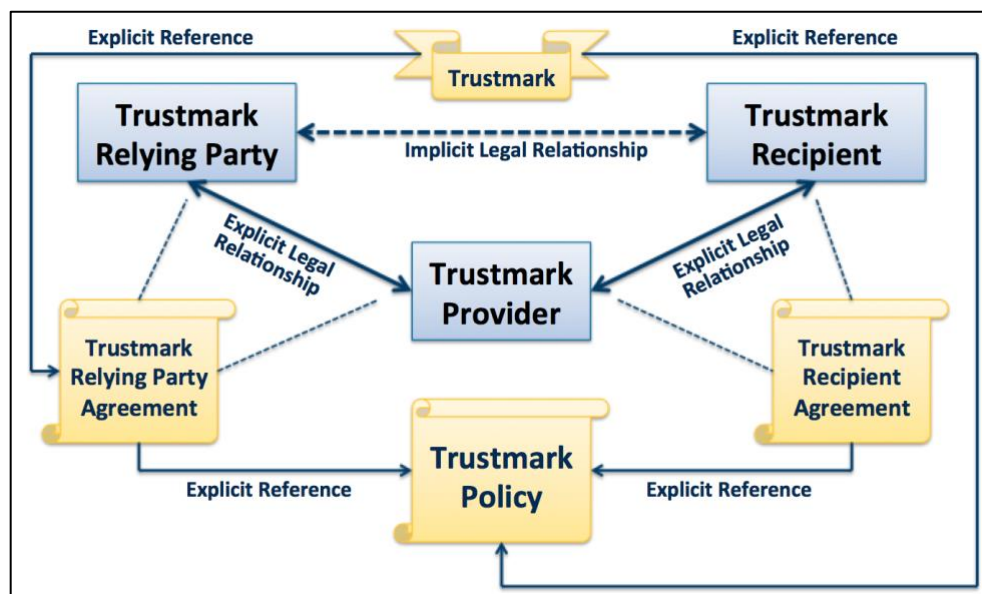 Explicit Reference
Explicit Reference
Trustmark
Trustmark
Relying Party
Trustmark
Recipient
Implicit Legal Relationship
Explicit Legal
Relationship
Explicit Legal
Relationship
Trustmark
Provider
Trustmark
Relying Party
Agreement
Trustmark
Recipient
Agreement
Trustmark
Policy
Explicit Reference
Explicit Reference